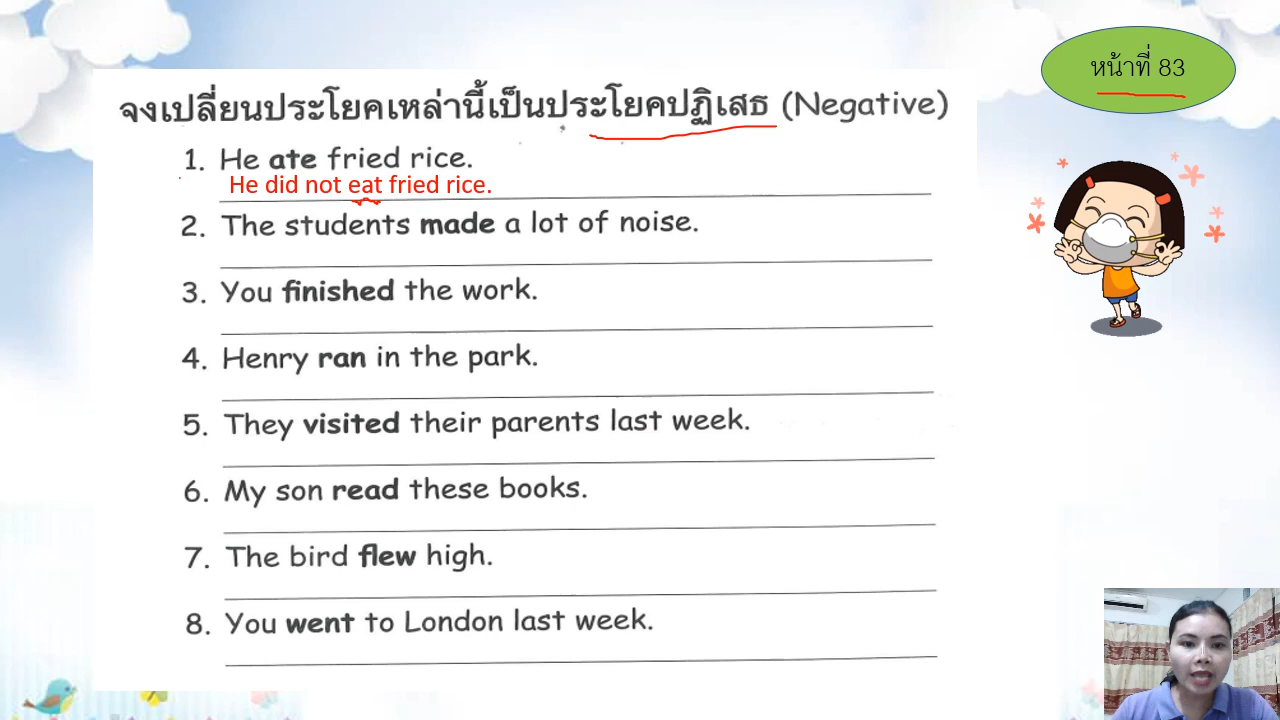 หน้าที่ 83
จงเปลี่ยนประโยคเหล่านี้เป็นประโยคปฏิเสธ (Negative)
1. He ate fried rice.
He did not eat fried rice.
2. The students made a lot of noise.
3. You finished the work.
4. Henry ran in the park.
5. They visited their parents last week.
6. My son read these books.
7. The bird flew high.
8. You went to London last week.